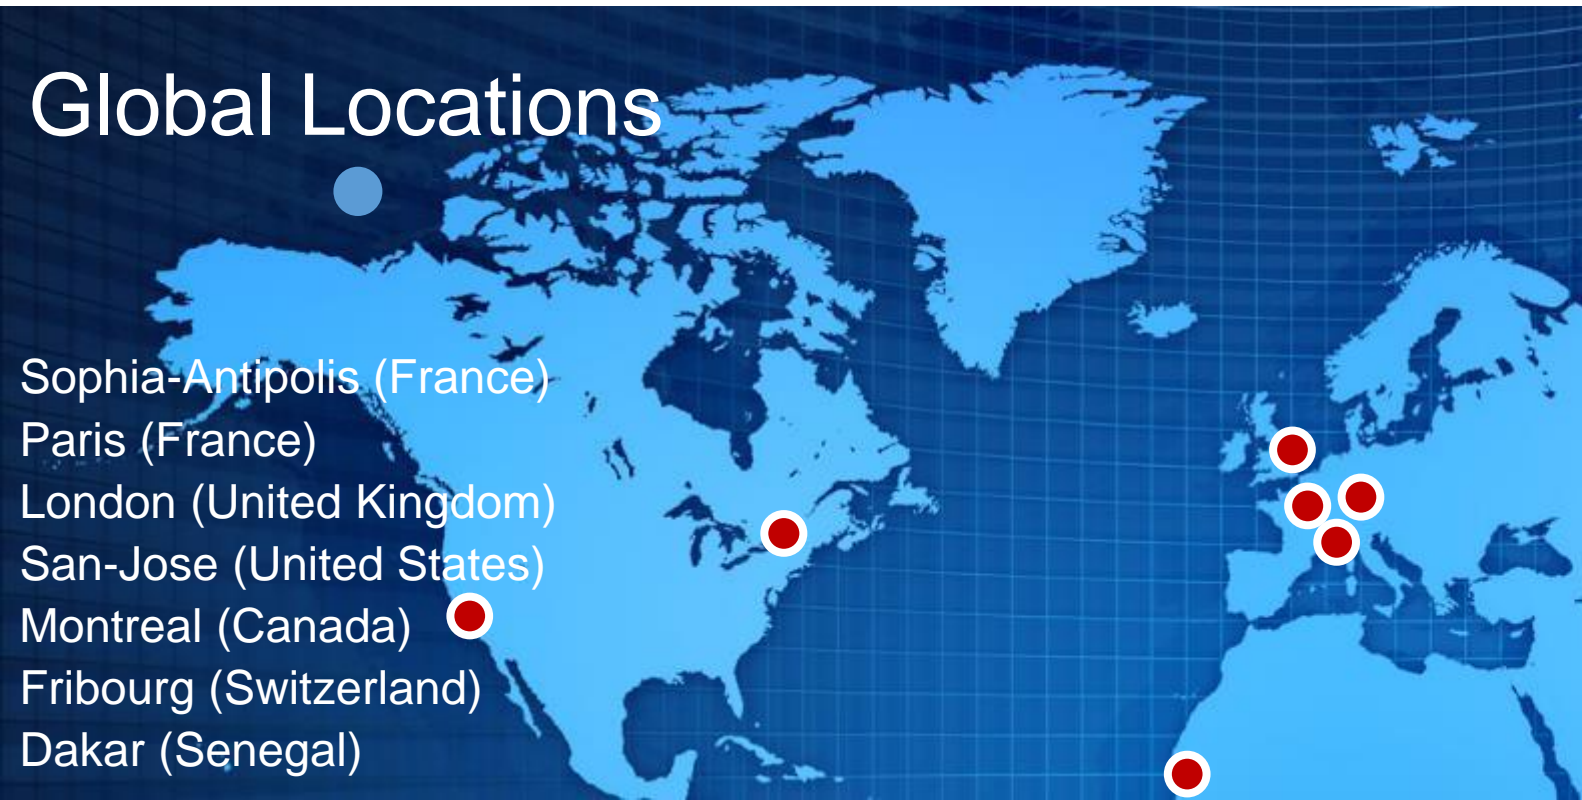 Global Locations
Sophia-Antipolis (France)
Paris (France)
London (United Kingdom)
San-Jose (United States)
Montreal (Canada)
Fribourg (Switzerland)
Dakar (Senegal)